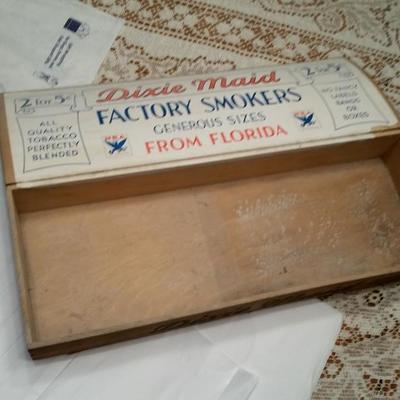 Dixie Maid
2 for 5¢
2 for 5¢
FACTORY SMOKERS
GENEROUS SIZES
FROM FLORIDA
ALL
QUALITY
TOBACCO
PERFECTLY
BLENDED
NO FANCY
LABELS
BANDS
OR
BOXES
NRA